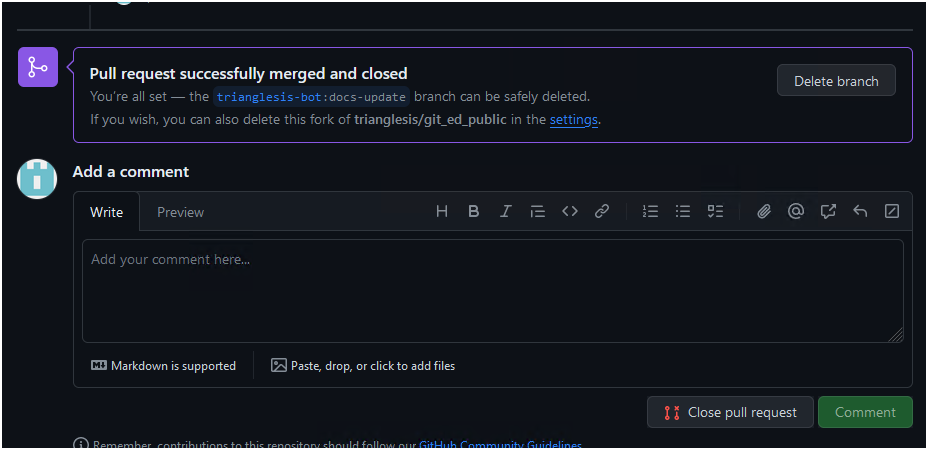 Pull request successfully merged and closed
Delete branch
You're all set — the trianglesis-bot:docs-update branch can be safely deleted.
If you wish, you can also delete this fork of trianglesis/git_ed_public in the settings.
Add a comment
Write
Preview
Add your comment here...
Markdown is supported
Paste, drop, or click to add files
Close pull request
Comment
Remember, contributions to this repository should follow our GitHub Community Guidelines